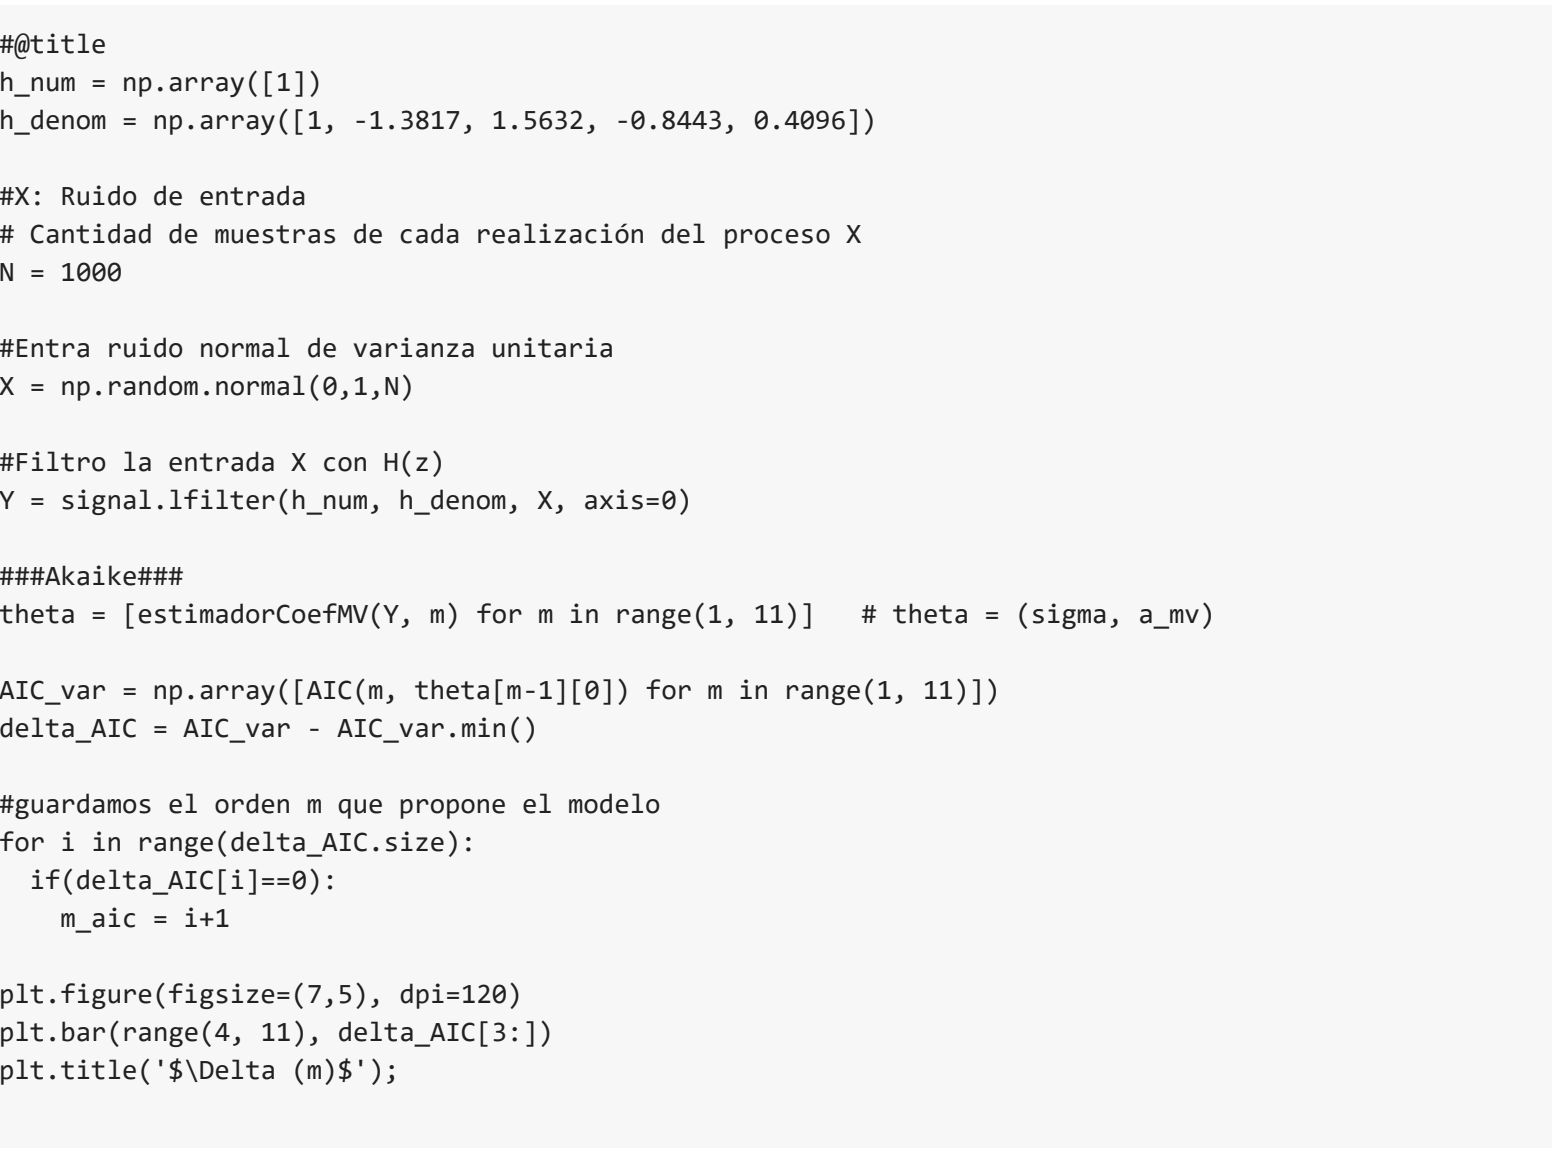 #@title
h_num = np.array([1])
h_denom = np.array([1, -1.3817, 1.5632, -0.8443, 0.4096])

#X: Ruido de entrada
# Cantidad de muestras de cada realización del proceso X
N = 1000

#Entra ruido normal de varianza unitaria
X = np.random.normal(0,1,N)

#Filtro la entrada X con H(z)
Y = signal.lfilter(h_num, h_denom, X, axis=0)

###Akaike###
theta = [estimadorCoefMV(Y, m) for m in range(1, 11)]   # theta = (sigma, a_mv)

AIC_var = np.array([AIC(m, theta[m-1][0]) for m in range(1, 11)])
delta_AIC = AIC_var - AIC_var.min()

#guardamos el orden m que propone el modelo
for i in range(delta_AIC.size):
  if(delta_AIC[i]==0):
    m_aic = i+1

plt.figure(figsize=(7,5), dpi=120)
plt.bar(range(4, 11), delta_AIC[3:])
plt.title('$\Delta (m)$');